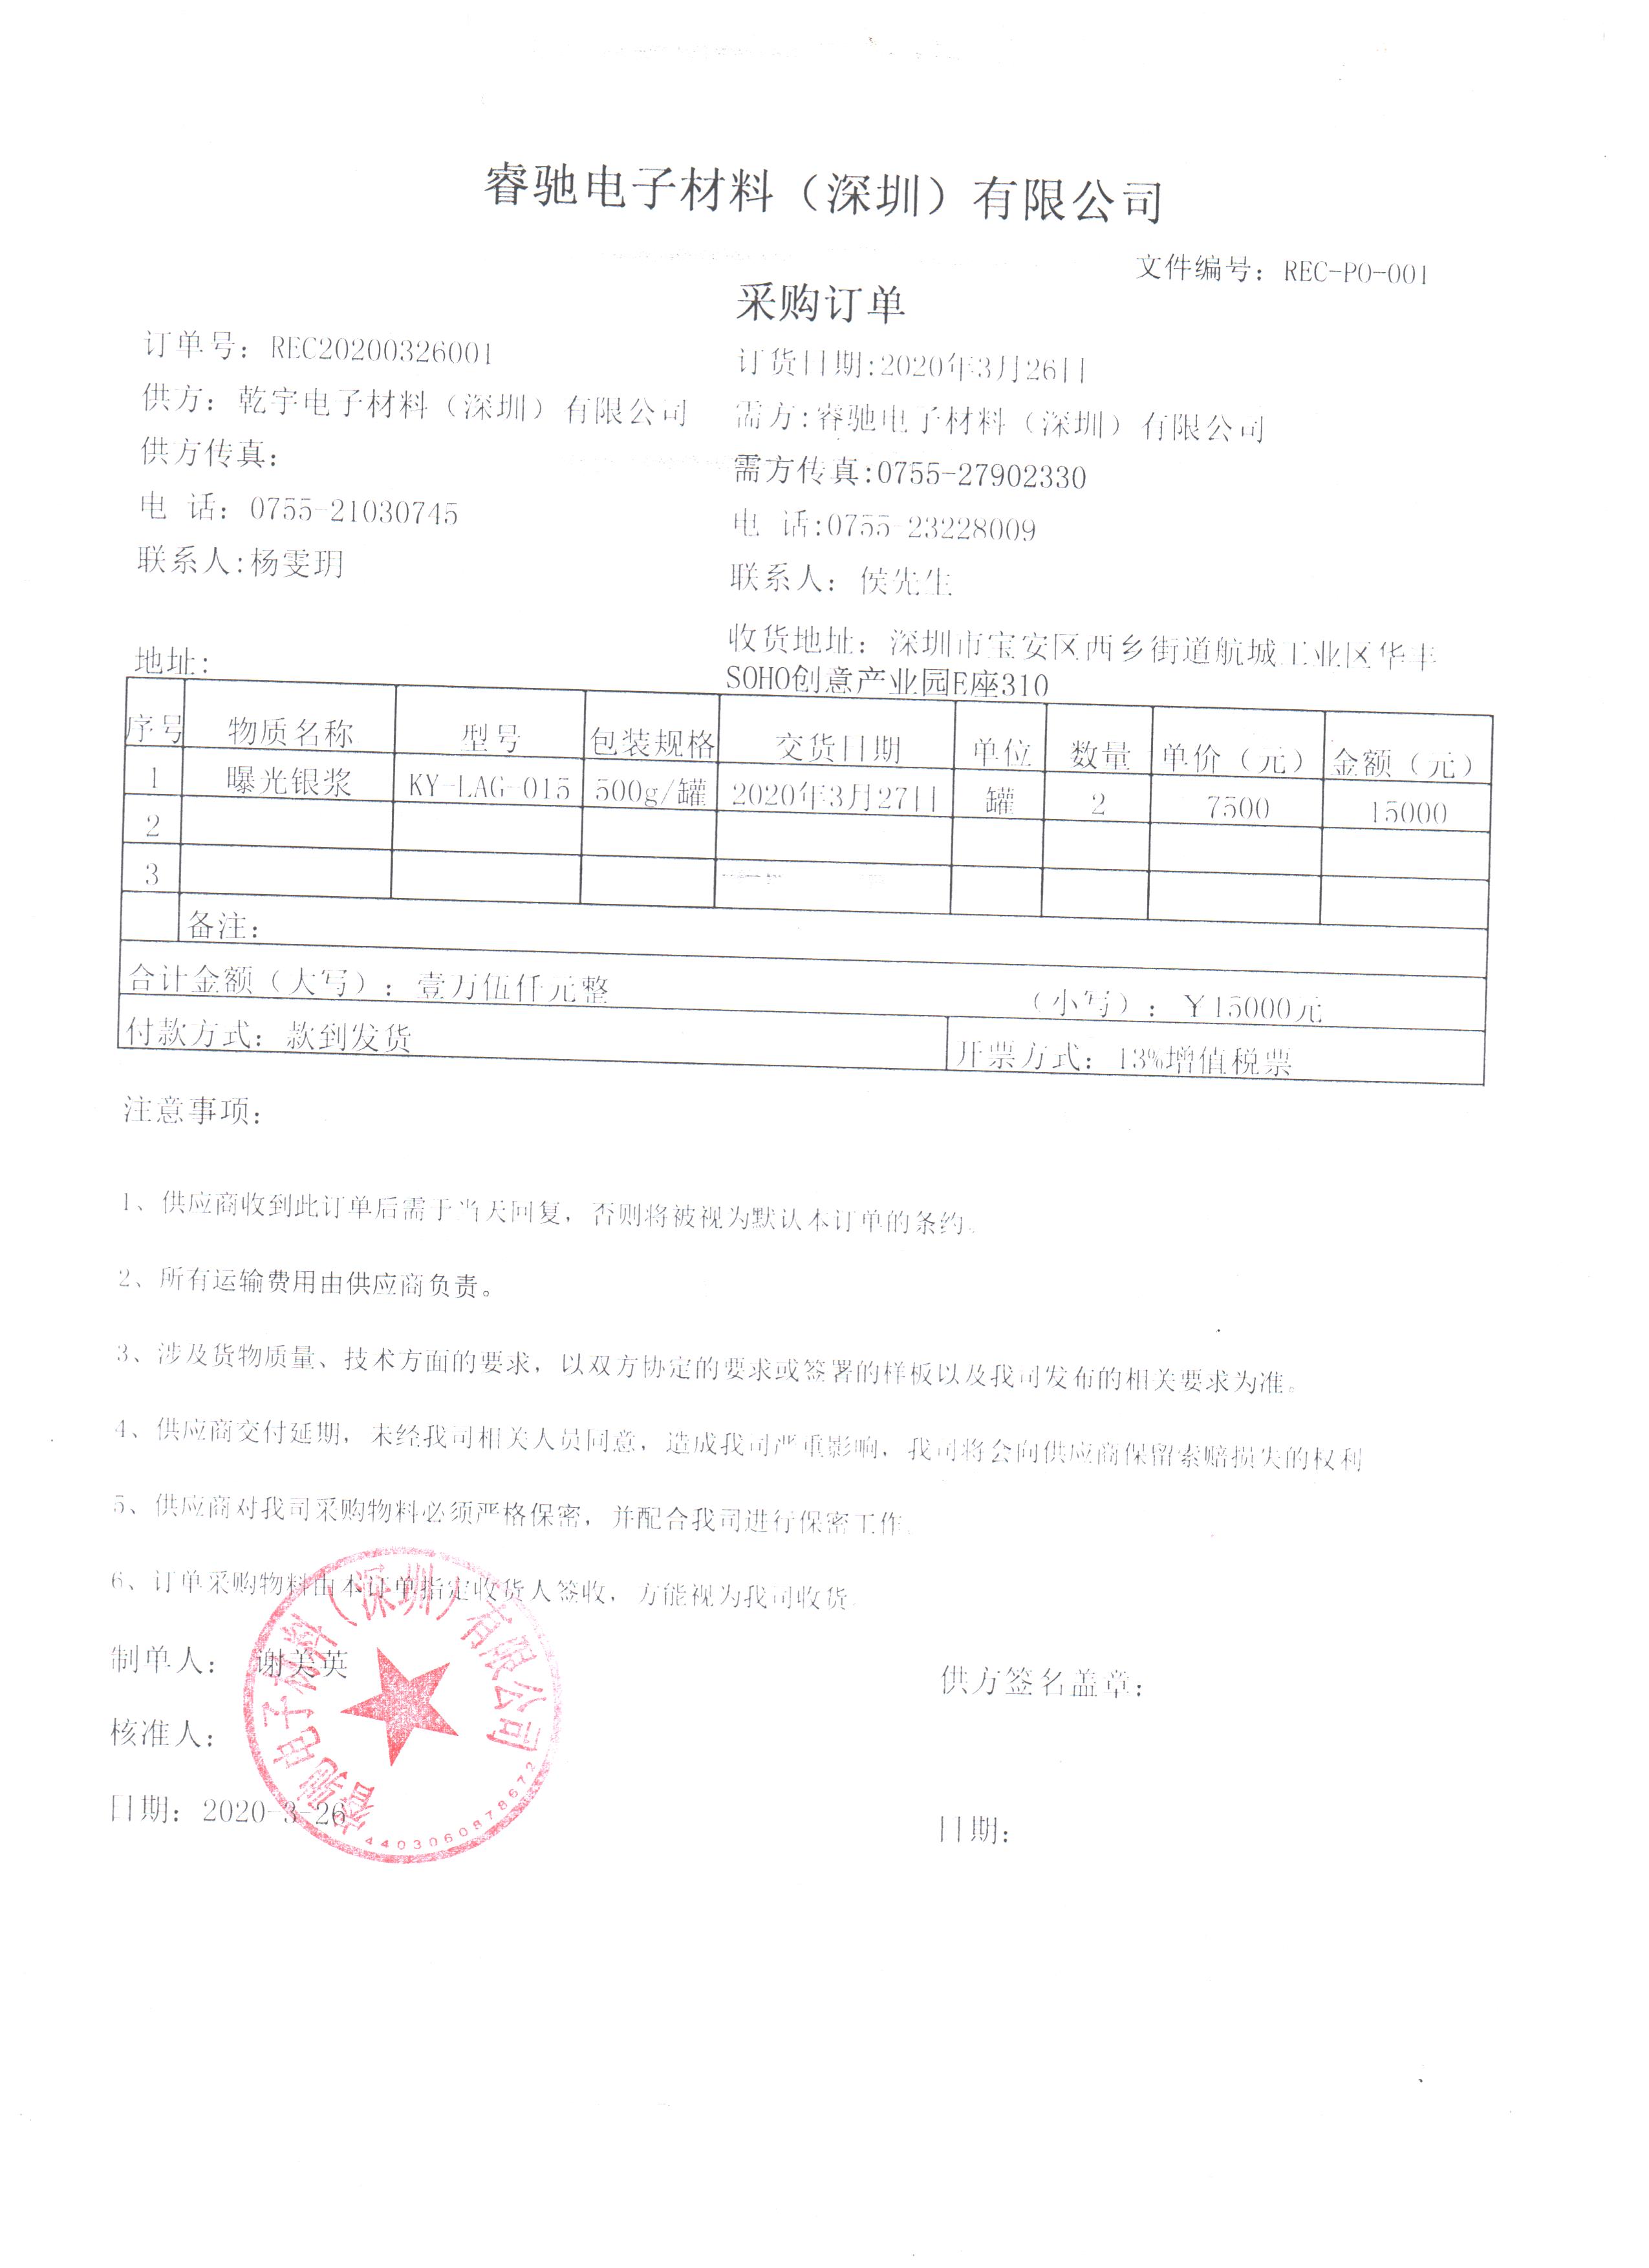 睿驰电子材料（深圳）有限公司
文件编号：REC-PO-001
采购订单
订单号：REC20200326001
订货日期:2020年3月26日
供方：乾宇电子材料（深圳）有限公司
需方:睿驰电子材料（深圳）有限公司
供方传真：
需方传真:0755-27902330
电 话：0755-21030745
电 话:0755-23228009
联系人:杨雯玥
联系人：侯先生
收货地址：深圳市宝安区西乡街道航城工业区华丰
SOHO创意产业园E座310
地址：
序号 物质名称 型号 包装规格 交货日期 单位 数量 单价（元） 金额（元）
1 曝光银浆 KY-LAG-015 500g/罐 2020年3月27日 罐 2 7500 15000
2
3
备注：
合计金额（大写）：壹万伍仟元整 （小写）：￥15000元
付款方式：款到发货 开票方式：13%增值税票
注意事项：
1、供应商收到此订单后需于当天回复，否则将被视为默认本订单的条约。
2、所有运输费用由供应商负责。
3、涉及货物质量、技术方面的要求，以双方协定的要求或签署的样板以及我司发布的相关要求为准。
4、供应商交付延期，未经我司相关人员同意，造成我司严重影响，我司将会向供应商保留索赔损失的权利
5、供应商对我司采购物料必须严格保密，并配合我司进行保密工作。
6、订单采购物料由本订单指定收货人签收，方能视为我司收货。
制单人： 谢美英
供方签名盖章：
核准人：
日期：2020-3-26
日期：
睿驰电子材料（深圳）有限公司
4403060878672